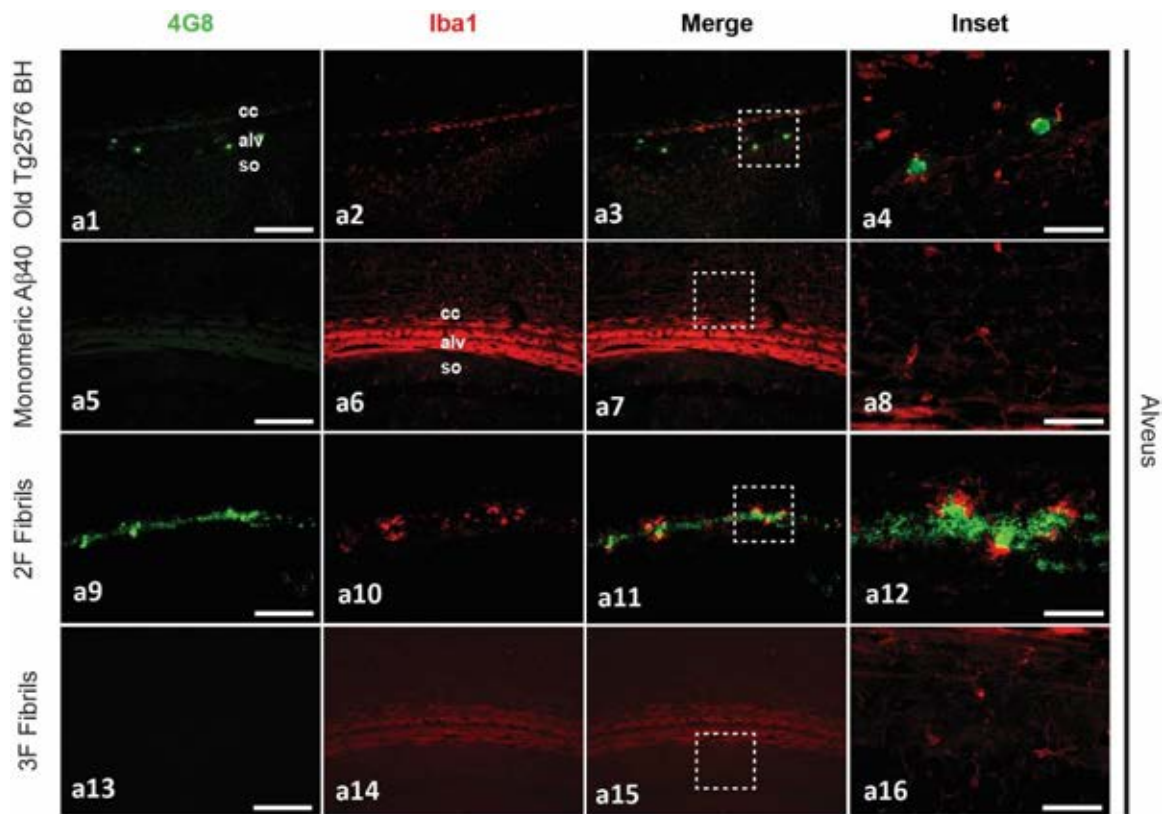 4G8 Iba1 Merge Inset
Old Tg2576 BH
cc
alv
so
a1 a2 a3 a4
Monomeric Aβ40
cc
alv
so
a5 a6 a7 a8
2F Fibrils
a9 a10 a11 a12
3F Fibrils
a13 a14 a15 a16
Alveus